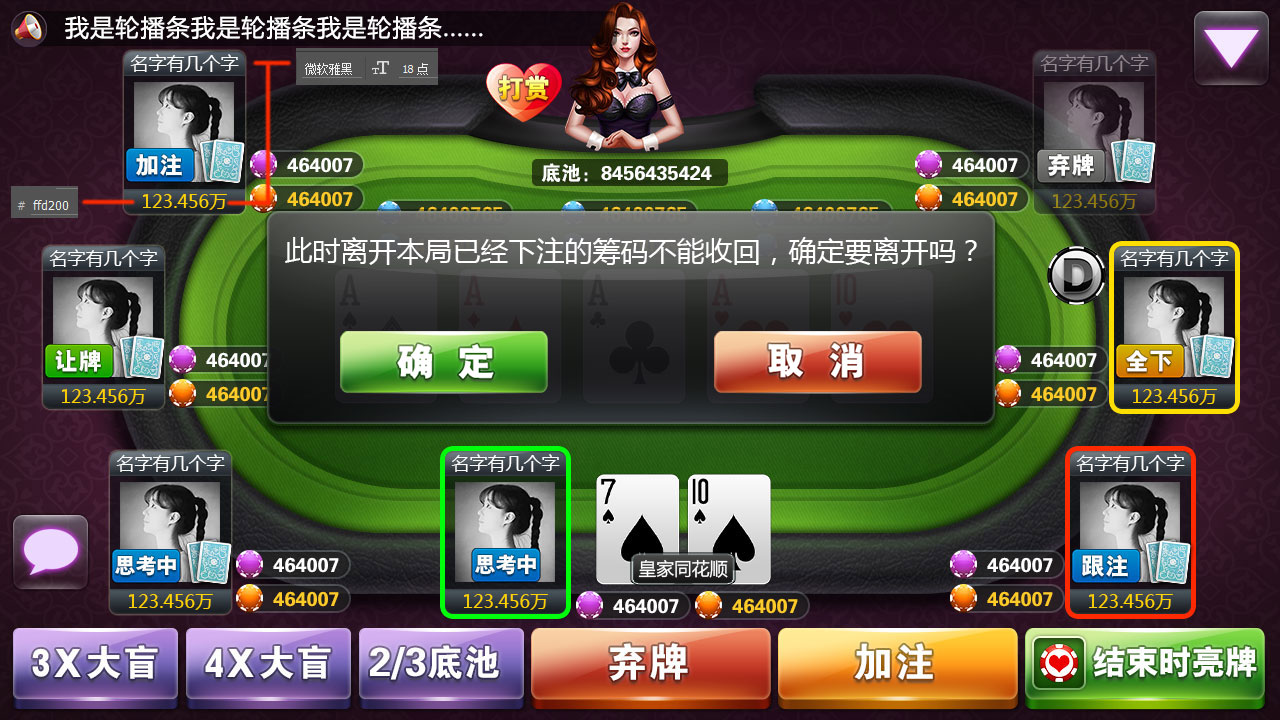 我是轮播条我是轮播条我是轮播条......
名字有几个字
微软雅黑 тT 18 点
打赏
名字有几个字
加注
464007
底池：8456435424
464007
弃牌
# ffd200
123.456万
464007
464007
123.456万
此时离开本局已经下注的筹码不能收回，确定要离开吗？
名字有几个字
D
名字有几个字
A
A
A
A
10
确 定
取 消
让牌
464007
464007
全下
123.456万
464007
464007
123.456万
名字有几个字
名字有几个字
7
10
名字有几个字
思考中
464007
思考中
皇家同花顺
464007
跟注
123.456万
464007
123.456万
464007
464007
464007
123.456万
3X大盲
4X大盲
2/3底池
弃牌
加注
结束时亮牌